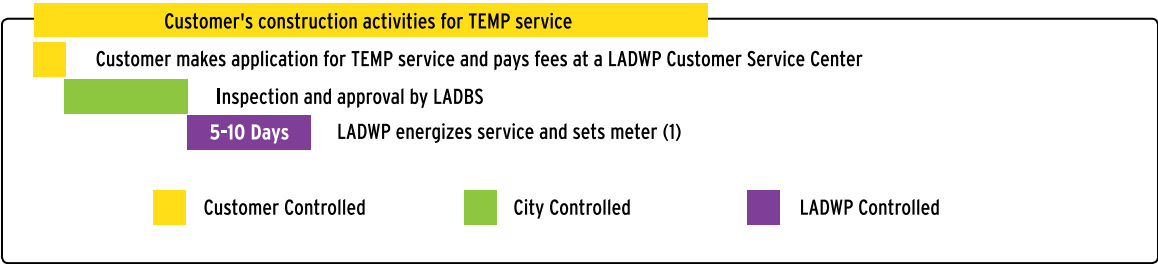 Customer's construction activities for TEMP service
Customer makes application for TEMP service and pays fees at a LADWP Customer Service Center
Inspection and approval by LADBS
5-10 Days LADWP energizes service and sets meter (1)
Customer Controlled City Controlled LADWP Controlled